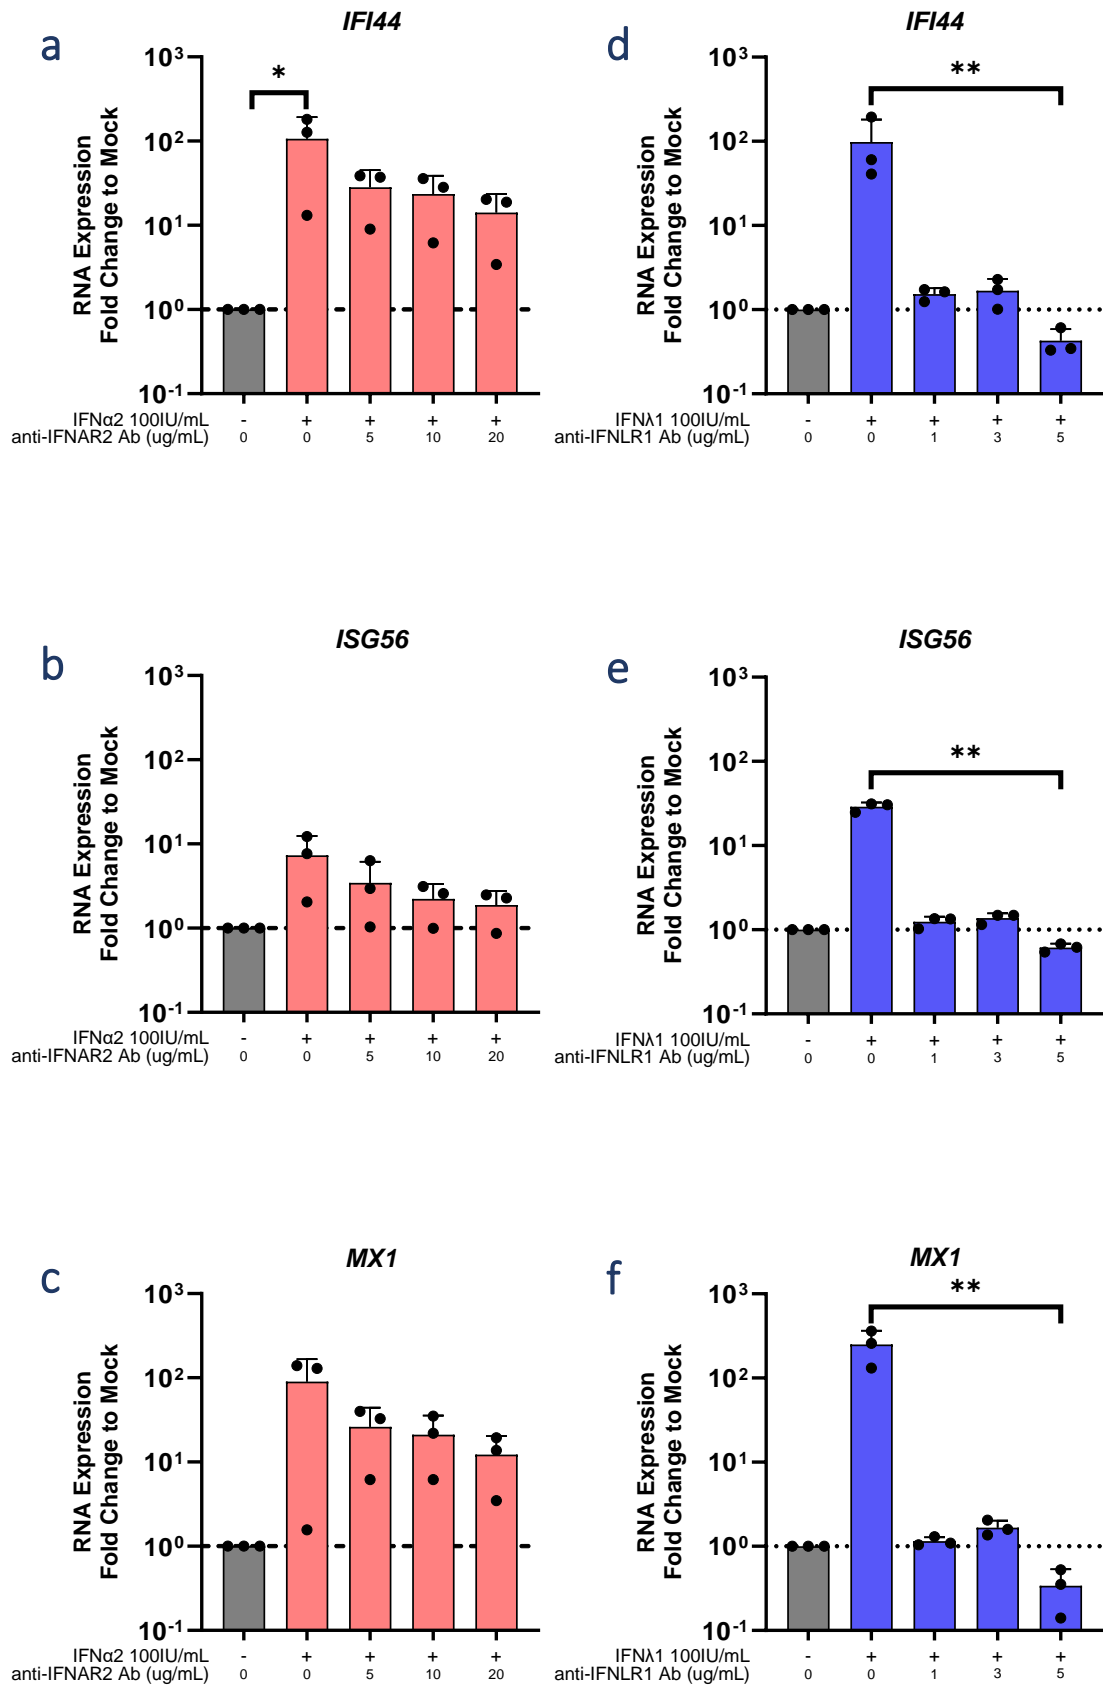 a
IFI44
*
RNA Expression
Fold Change to Mock
10³
10²
10¹
10⁰
10⁻¹
IFNα2 100IU/mL - + + + +
anti-IFNAR2 Ab (ug/mL) 0 0 5 10 20
d
IFI44
**
RNA Expression
Fold Change to Mock
10³
10²
10¹
10⁰
10⁻¹
IFNλ1 100IU/mL - + + + +
anti-IFNLR1 Ab (ug/mL) 0 0 1 3 5
b
ISG56
RNA Expression
Fold Change to Mock
10³
10²
10¹
10⁰
10⁻¹
IFNα2 100IU/mL - + + + +
anti-IFNAR2 Ab (ug/mL) 0 0 5 10 20
e
ISG56
**
RNA Expression
Fold Change to Mock
10³
10²
10¹
10⁰
10⁻¹
IFNλ1 100IU/mL - + + + +
anti-IFNLR1 Ab (ug/mL) 0 0 1 3 5
c
MX1
RNA Expression
Fold Change to Mock
10³
10²
10¹
10⁰
10⁻¹
IFNα2 100IU/mL - + + + +
anti-IFNAR2 Ab (ug/mL) 0 0 5 10 20
f
MX1
**
RNA Expression
Fold Change to Mock
10³
10²
10¹
10⁰
10⁻¹
IFNλ1 100IU/mL - + + + +
anti-IFNLR1 Ab (ug/mL) 0 0 1 3 5